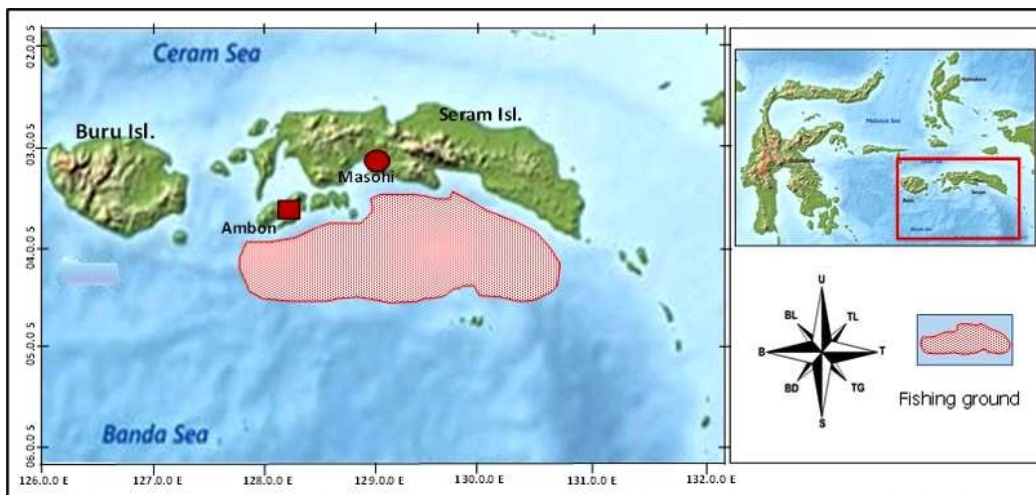 Ceram Sea
Buru Isl.
Seram Isl.
Masohi
Ambon
Banda Sea
02.0.0 S
03.0.0 S
04.0.0 S
05.0.0 S
06.0.0 S
126.0.0 E
127.0.0 E
128.0.0 E
129.0.0 E
130.0.0 E
131.0.0 E
132.0.0 E
U
BL
TL
B
T
BD
TG
S
Fishing ground